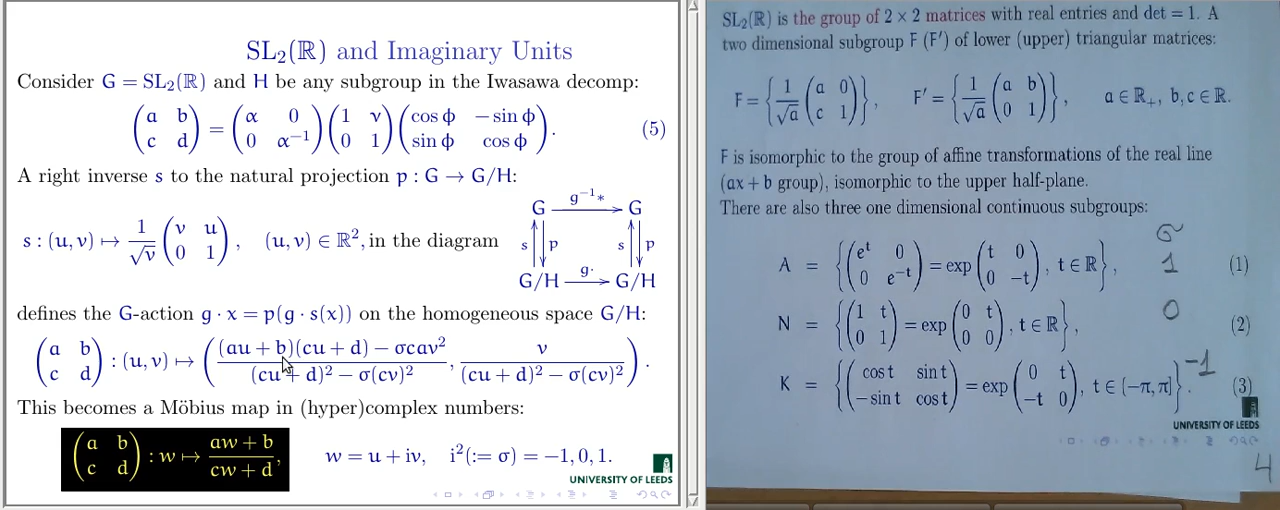 SL₂(ℝ) and Imaginary Units
Consider G = SL₂(ℝ) and H be any subgroup in the Iwasawa decomp:
(a b; c d) = (α 0; 0 α⁻¹)(1 ν; 0 1)(cos ϕ −sin ϕ; sin ϕ cos ϕ). (5)
A right inverse s to the natural projection p : G → G/H:
s : (u, v) ↦ 1/√v (v u; 0 1), (u, v) ∈ ℝ², in the diagram
G g⁻¹∗ G
s p s p
G/H g· G/H
defines the G-action g · x = p(g · s(x)) on the homogeneous space G/H:
(a b; c d) : (u, v) ↦ ( (au + b)(cu + d) − σcav² / (cu + d)² − σ(cv)² , v / (cu + d)² − σ(cv)² ).
This becomes a Möbius map in (hyper)complex numbers:
(a b; c d) : w ↦ aw + b / cw + d, w = u + iv, i²(:= σ) = −1, 0, 1.
UNIVERSITY OF LEEDS
SL₂(ℝ) is the group of 2 × 2 matrices with real entries and det = 1. A
two dimensional subgroup F (F′) of lower (upper) triangular matrices:
F = { 1/√a (a 0; c 1) }, F′ = { 1/√a (a b; 0 1) }, a ∈ ℝ₊, b, c ∈ ℝ.
F is isomorphic to the group of affine transformations of the real line
(ax + b group), isomorphic to the upper half-plane.
There are also three one dimensional continuous subgroups:
σ
A = { (eᵗ 0; 0 e⁻ᵗ) = exp (t 0; 0 −t), t ∈ ℝ }, 1 (1)
N = { (1 t; 0 1) = exp (0 t; 0 0), t ∈ ℝ }, 0 (2)
K = { (cos t sin t; −sin t cos t) = exp (0 t; −t 0), t ∈ (−π, π] }. −1 (3)
UNIVERSITY OF LEEDS
4